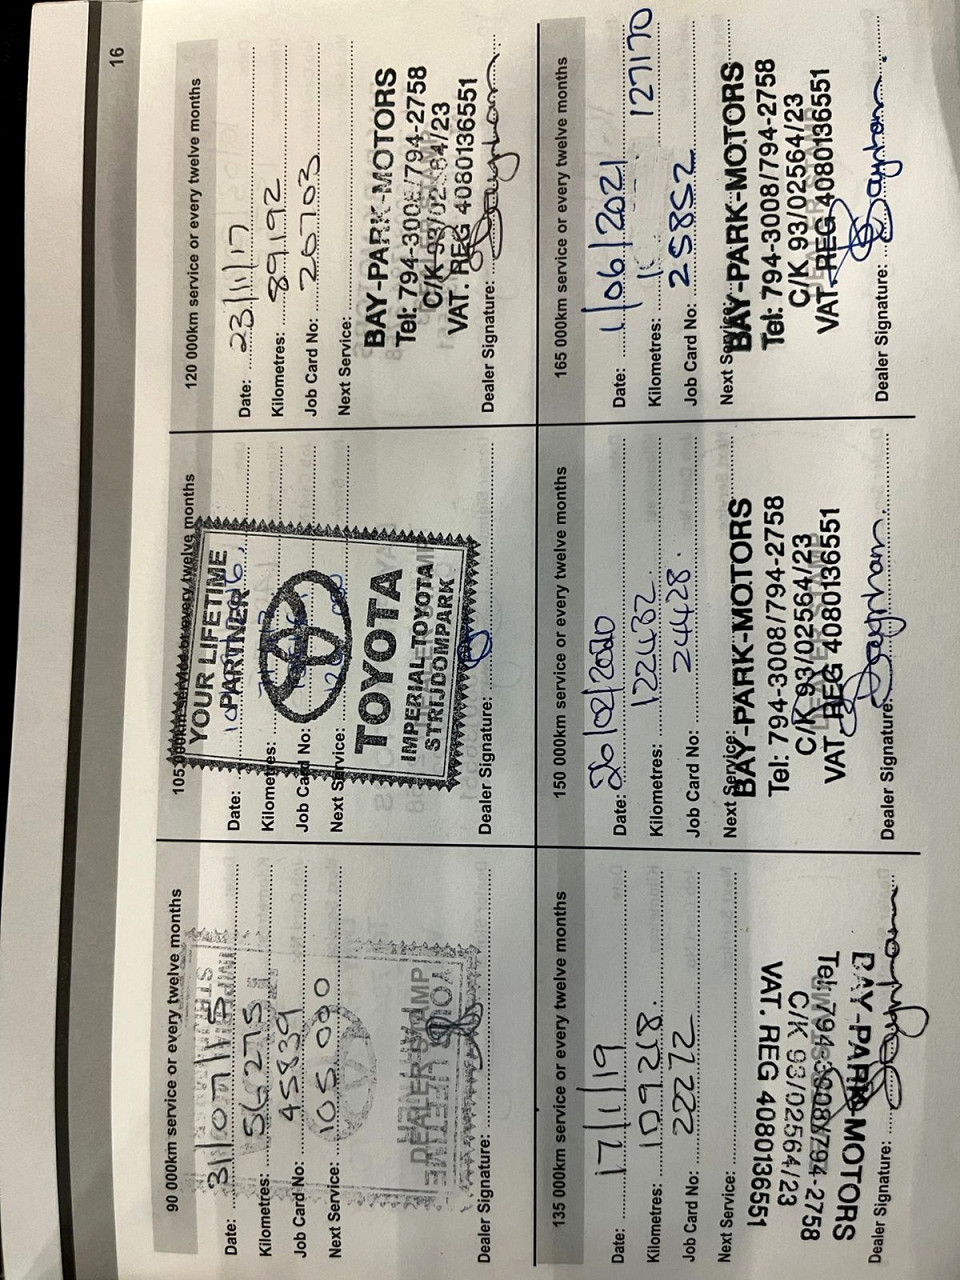 16
90 000km service or every twelve months
Date: 31/07/15
Kilometres: 56275
Job Card No: 45839
Next Service: 105 000
DEALER STAMP
Dealer Signature:
105 000km service or every twelve months
YOUR LIFETIME
PARTNER
Date:
Kilometres:
Job Card No:
Next Service:
TOYOTA
IMPERIAL TOYOTA
STRIJDOMPARK
Dealer Signature:
120 000km service or every twelve months
Date: 23/11/17
Kilometres: 89192
Job Card No: 20703
Next Service:
BAY-PARK-MOTORS
Tel: 794-3008/794-2758
C/K 93/02564/23
VAT. REG 4080136551
Dealer Signature:
135 000km service or every twelve months
Date: 17/1/19
Kilometres: 109218.
Job Card No: 22272
Next Service:
BAY-PARK-MOTORS
Tel: 794-3008/794-2758
C/K 93/02564/23
VAT. REG 4080136551
Dealer Signature:
150 000km service or every twelve months
Date: 26/02/2020
Kilometres: 122432.
Job Card No: 24428.
Next Service:
BAY-PARK-MOTORS
Tel: 794-3008/794-2758
C/K 93/02564/23
VAT REG 4080136551
Dealer Signature:
165 000km service or every twelve months
Date: 1/06/2021
Kilometres: 127170
Job Card No: 25852
Next Service:
BAY-PARK-MOTORS
Tel: 794-3008/794-2758
C/K 93/02564/23
VAT. REG 4080136551
Dealer Signature: